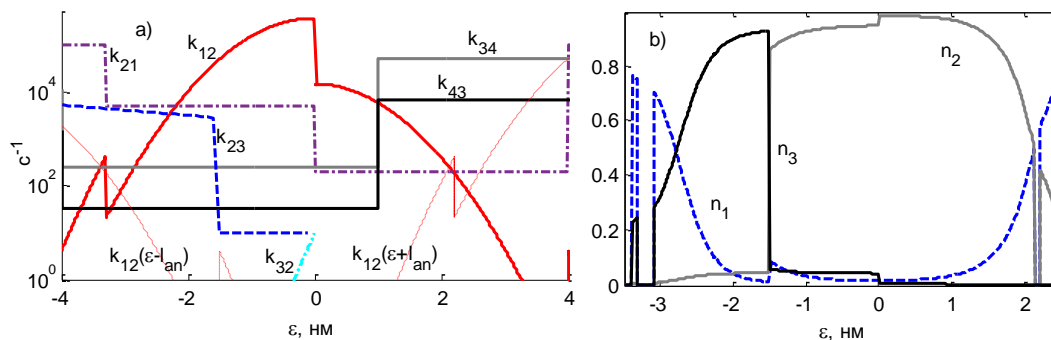 a)
k12
k34
k21
k43
k23
k12(ε-lan)
k32
k12(ε+lan)
10^4
10^2
10^0
c^-1
-4
-2
0
2
4
ε, нм
b)
n2
n3
n1
0.8
0.6
0.4
0.2
0
-3
-2
-1
0
1
2
ε, нм